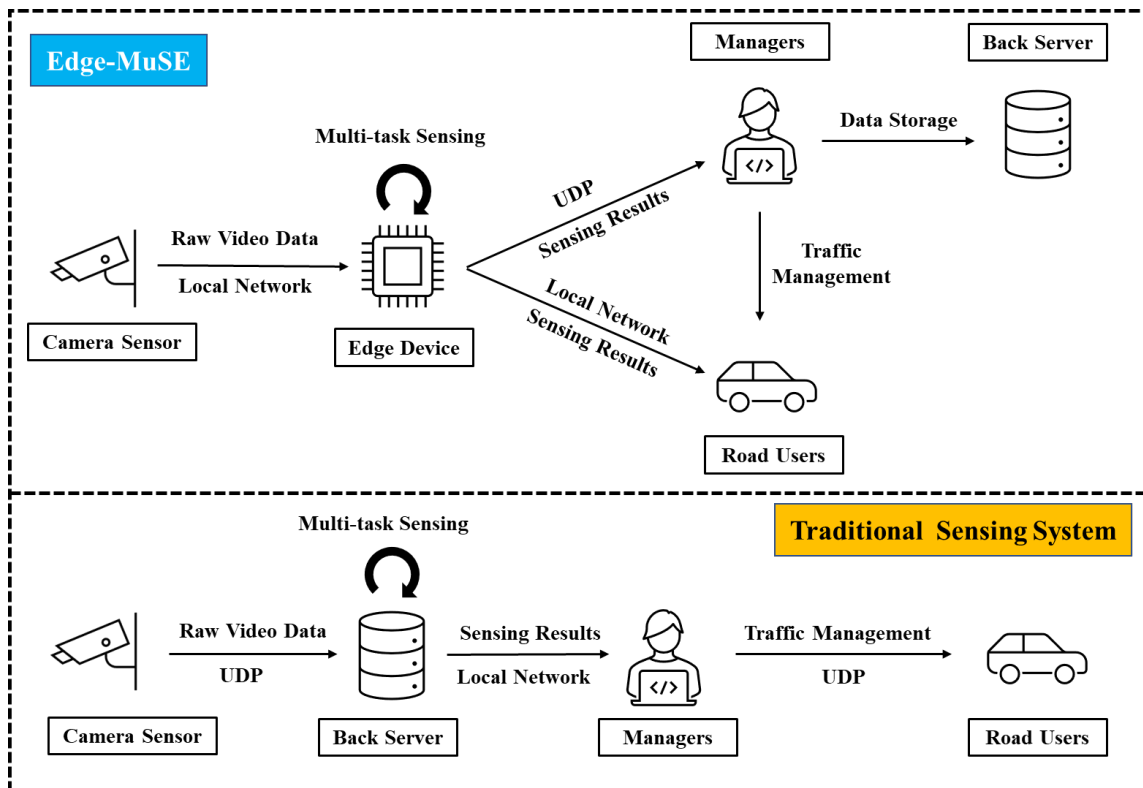 Edge-MuSE
Managers
Back Server
Multi-task Sensing
</>
Data Storage
UDP
Sensing Results
Raw Video Data
Local Network
Traffic
Management
Local Network
Sensing Results
Camera Sensor
Edge Device
Road Users
Multi-task Sensing
Traditional Sensing System
Raw Video Data
UDP
Sensing Results
Local Network
</>
Traffic Management
UDP
Camera Sensor
Back Server
Managers
Road Users